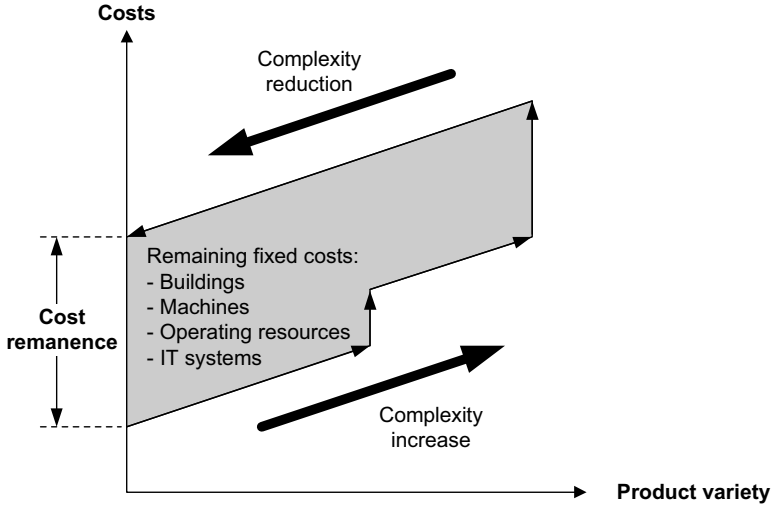 Costs
Complexity
reduction
Remaining fixed costs:
- Buildings
- Machines
- Operating resources
- IT systems
Cost
remanence
Complexity
increase
Product variety